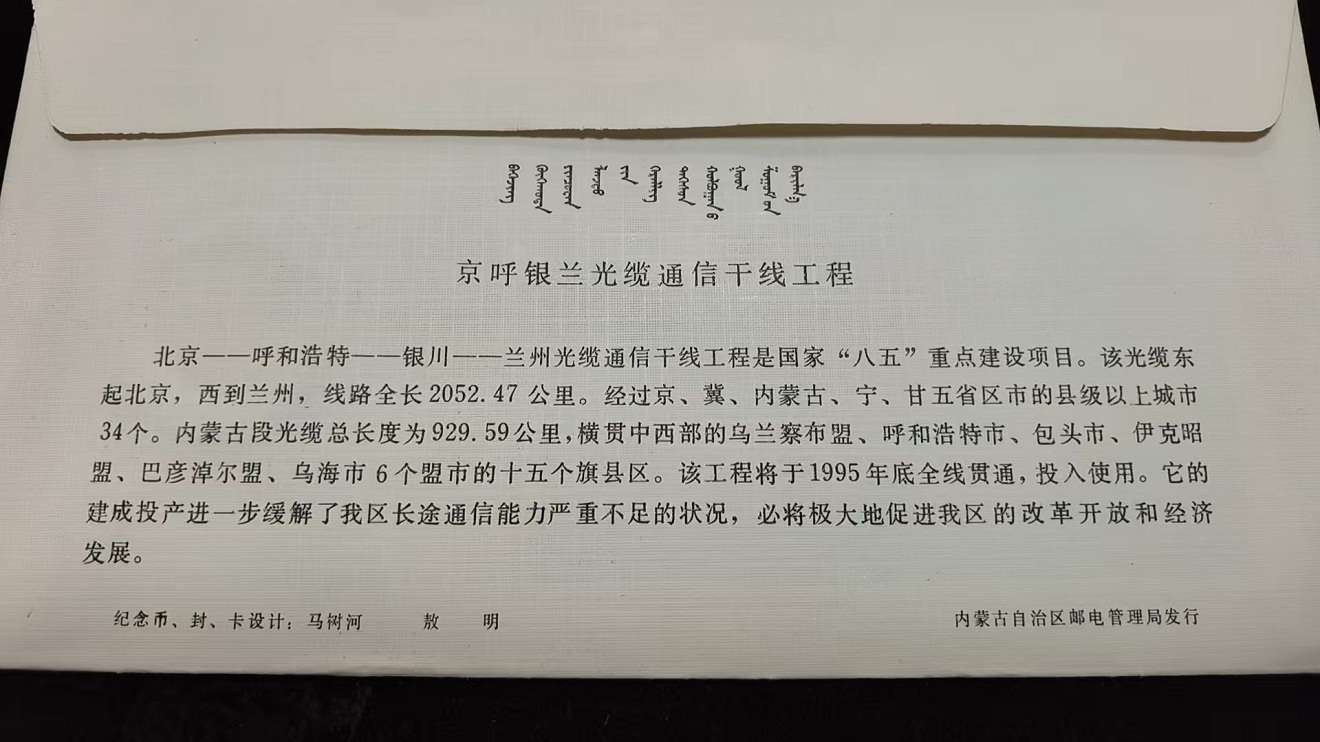 京呼银兰光缆通信干线工程
北京——呼和浩特——银川——兰州光缆通信干线工程是国家“八五”重点建设项目。该光缆东
起北京，西到兰州，线路全长2052.47公里。经过京、冀、内蒙古、宁、甘五省区市的县级以上城市
34个。内蒙古段光缆总长度为929.59公里，横贯中西部的乌兰察布盟、呼和浩特市、包头市、伊克昭
盟、巴彦淖尔盟、乌海市6个盟市的十五个旗县区。该工程将于1995年底全线贯通，投入使用。它的
建成投产进一步缓解了我区长途通信能力严重不足的状况，必将极大地促进我区的改革开放和经济
发展。
纪念币、封、卡设计：马树河 敖 明
内蒙古自治区邮电管理局发行